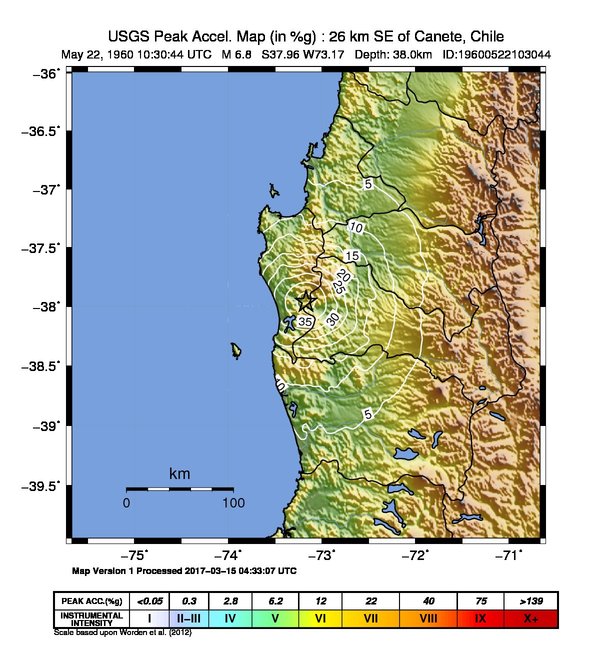 USGS Peak Accel. Map (in %g) : 26 km SE of Canete, Chile
May 22, 1960 10:30:44 UTC M 6.8 S37.96 W73.17 Depth: 38.0km ID:19600522103044
-36°
-36.5°
-37°
-37.5°
-38°
-38.5°
-39°
-39.5°
5
10
15
20
25
30
35
10
5
km
0 100
-75° -74° -73° -72° -71°
Map Version 1 Processed 2017-03-15 04:33:07 UTC
PEAK ACC.(%g) <0.05 0.3 2.8 6.2 12 22 40 75 >139
INSTRUMENTAL INTENSITY I II-III IV V VI VII VIII IX X+
Scale based upon Worden et al. (2012)